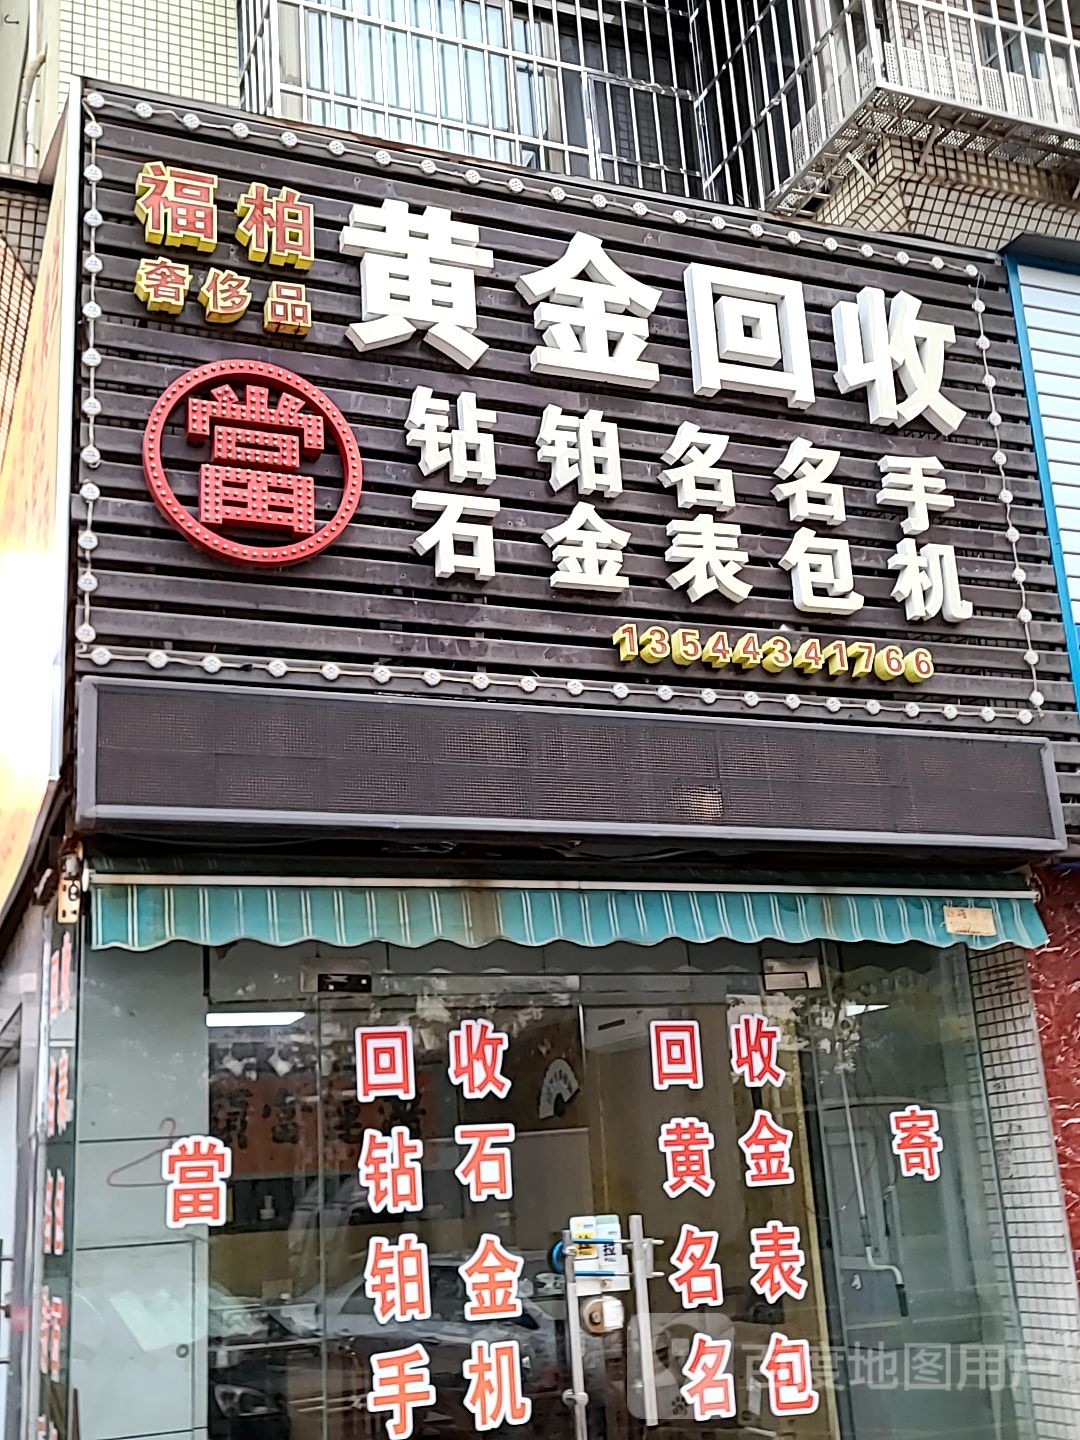 福柏
奢侈品
黄金回收
當
钻石 铂金 名表 名包 手机
13544341766
當
回收
钻石
铂金
手机
回收
黄金
名表
名包
寄
百度地图用户